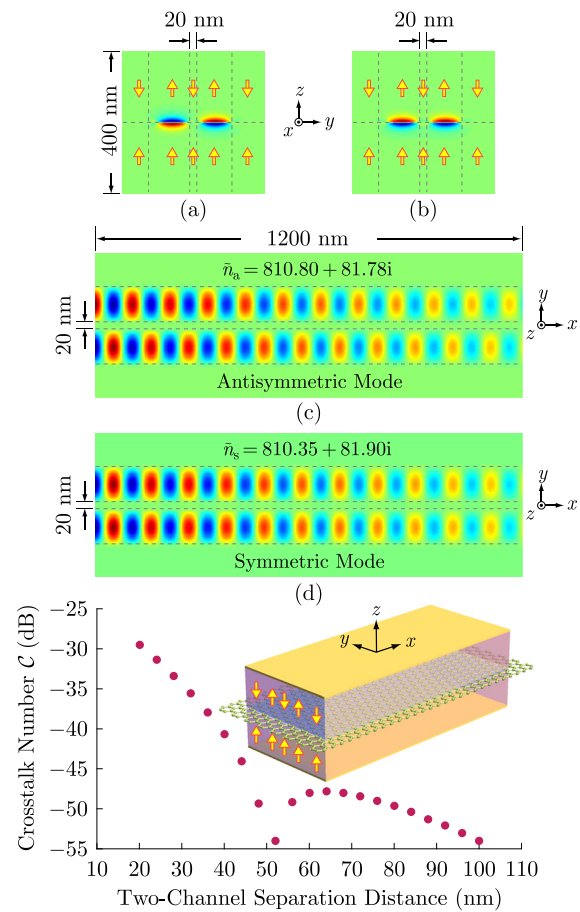 20 nm
20 nm
400 nm
z
x
y
(a)
(b)
1200 nm
ñₐ = 810.80 + 81.78i
20 nm
y
z
x
Antisymmetric Mode
(c)
ñₛ = 810.35 + 81.90i
20 nm
y
z
x
Symmetric Mode
(d)
Crosstalk Number 𝒞 (dB)
−25
−30
−35
−40
−45
−50
−55
z
y
x
10 20 30 40 50 60 70 80 90 100 110
Two-Channel Separation Distance (nm)